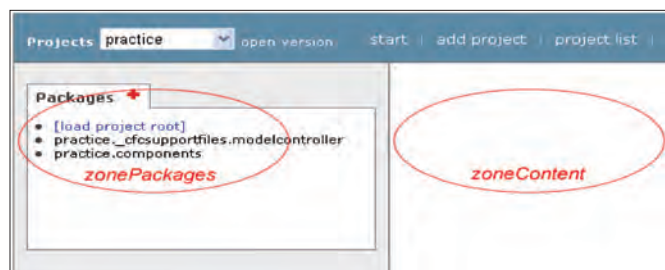 Projects practice open version start | add project | project list |
Packages +
[load project root]
practice._cfcsupportfiles.modelcontroller
practice.components
zonePackages
zoneContent